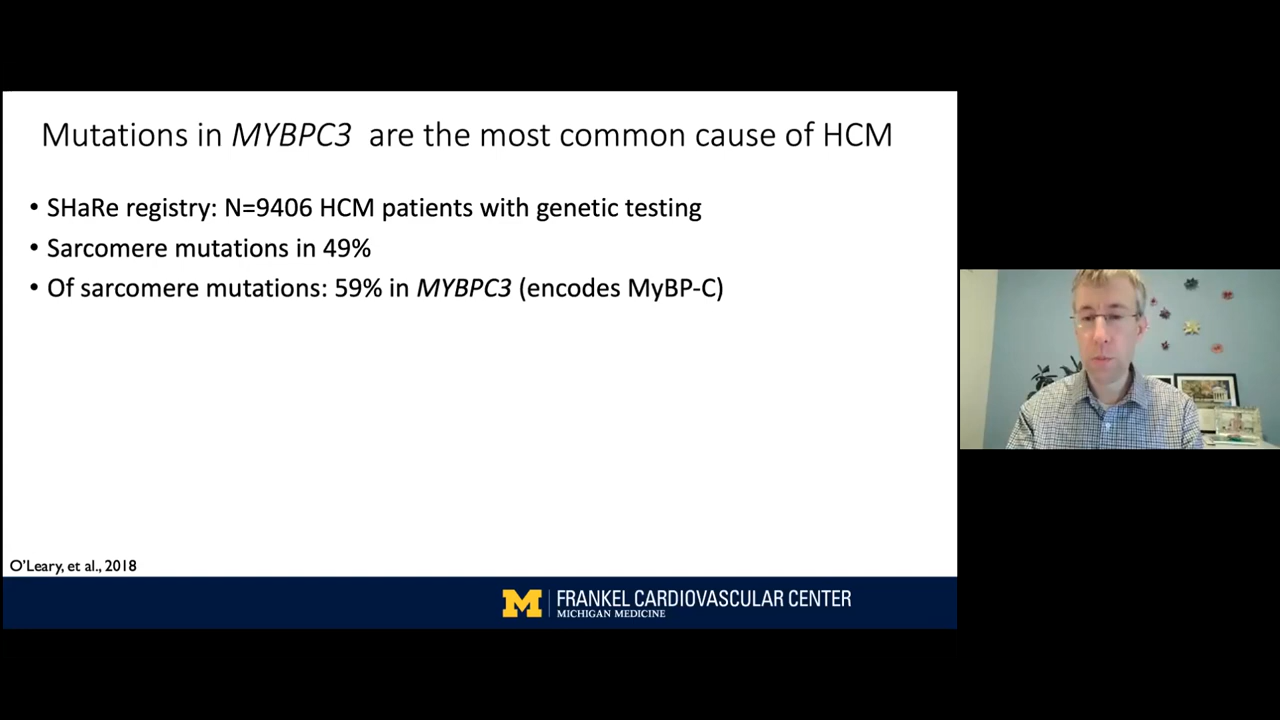 Mutations in MYBPC3 are the most common cause of HCM
• SHaRe registry: N=9406 HCM patients with genetic testing
• Sarcomere mutations in 49%
• Of sarcomere mutations: 59% in MYBPC3 (encodes MyBP-C)
O'Leary, et al., 2018
M FRANKEL CARDIOVASCULAR CENTER
MICHIGAN MEDICINE